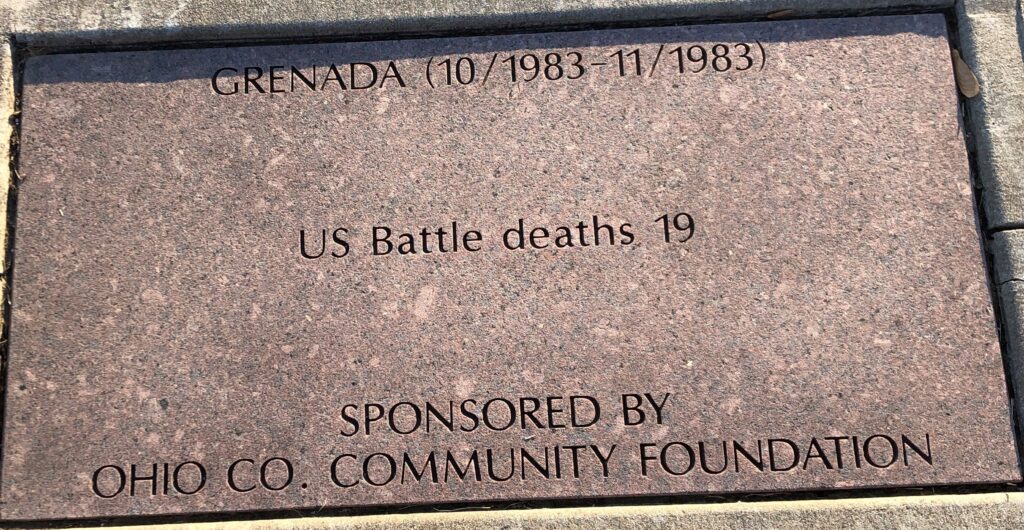 GRENADA (10/1983-11/1983)
US Battle deaths 19
SPONSORED BY
OHIO CO. COMMUNITY FOUNDATION